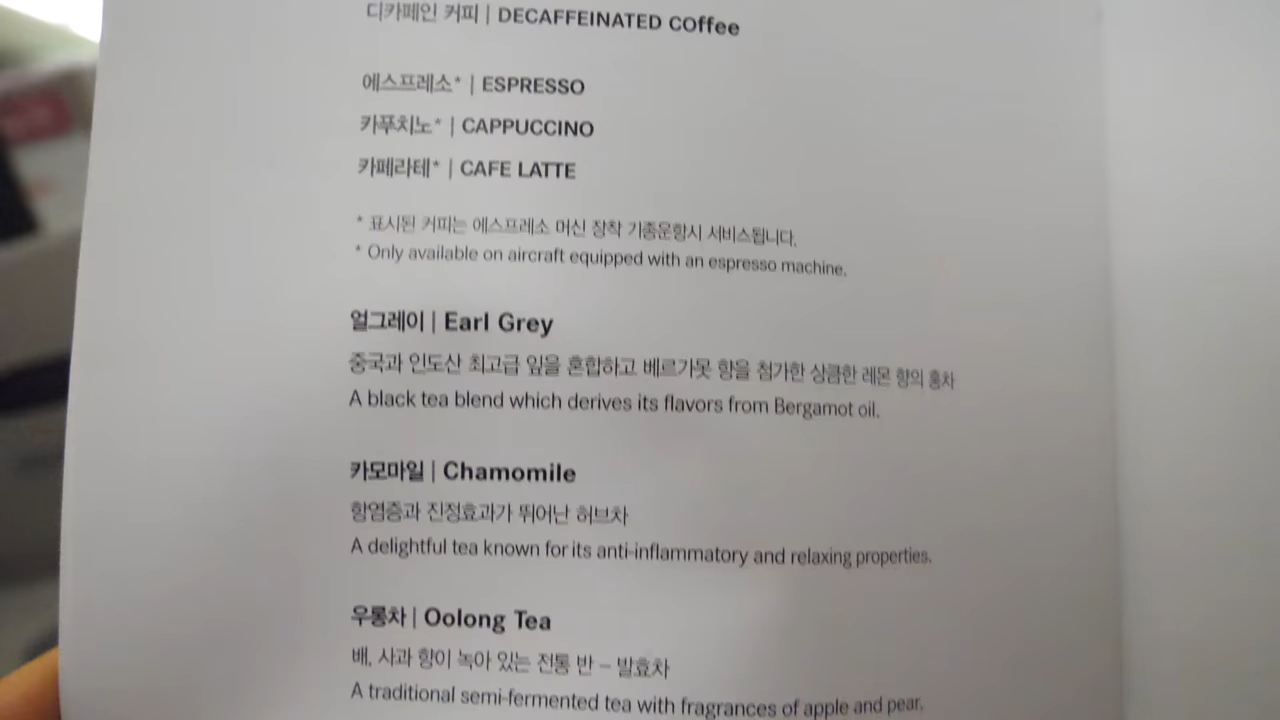 디카페인 커피 | DECAFFEINATED COffee
에스프레소* | ESPRESSO
카푸치노* | CAPPUCCINO
카페라테* | CAFE LATTE
* 표시된 커피는 에스프레소 머신 장착 기종운항시 서비스됩니다.
* Only available on aircraft equipped with an espresso machine.
얼그레이 | Earl Grey
중국과 인도산 최고급 잎을 혼합하고 베르가못 향을 첨가한 상큼한 레몬 향의 홍차
A black tea blend which derives its flavors from Bergamot oil.
카모마일 | Chamomile
항염증과 진정효과가 뛰어난 허브차
A delightful tea known for its anti-inflammatory and relaxing properties.
우롱차 | Oolong Tea
배, 사과 향이 녹아 있는 전통 반 – 발효차
A traditional semi-fermented tea with fragrances of apple and pear.